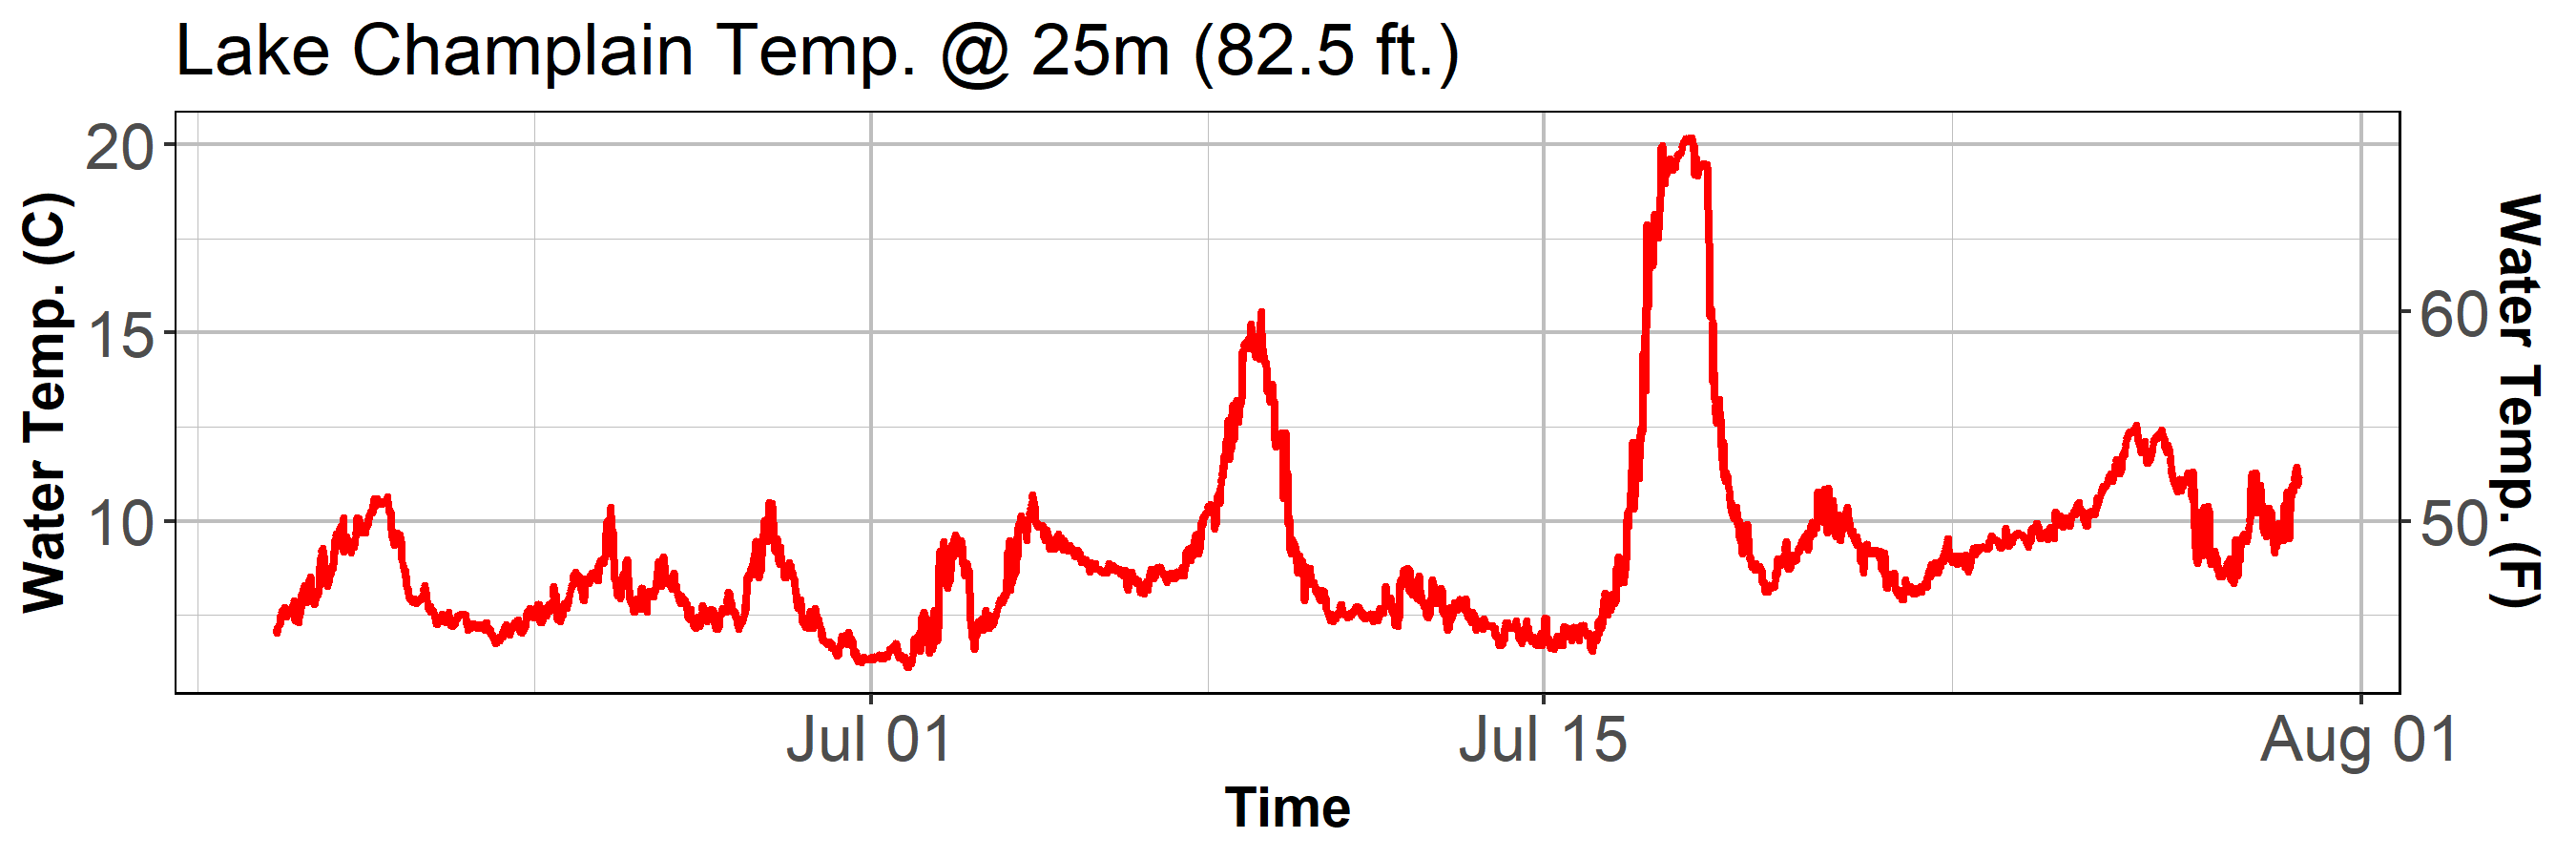 Lake Champlain Temp. @ 25m (82.5 ft.)
20
15
10
Water Temp. (C)
60
50
Water Temp. (F)
Jul 01
Jul 15
Aug 01
Time